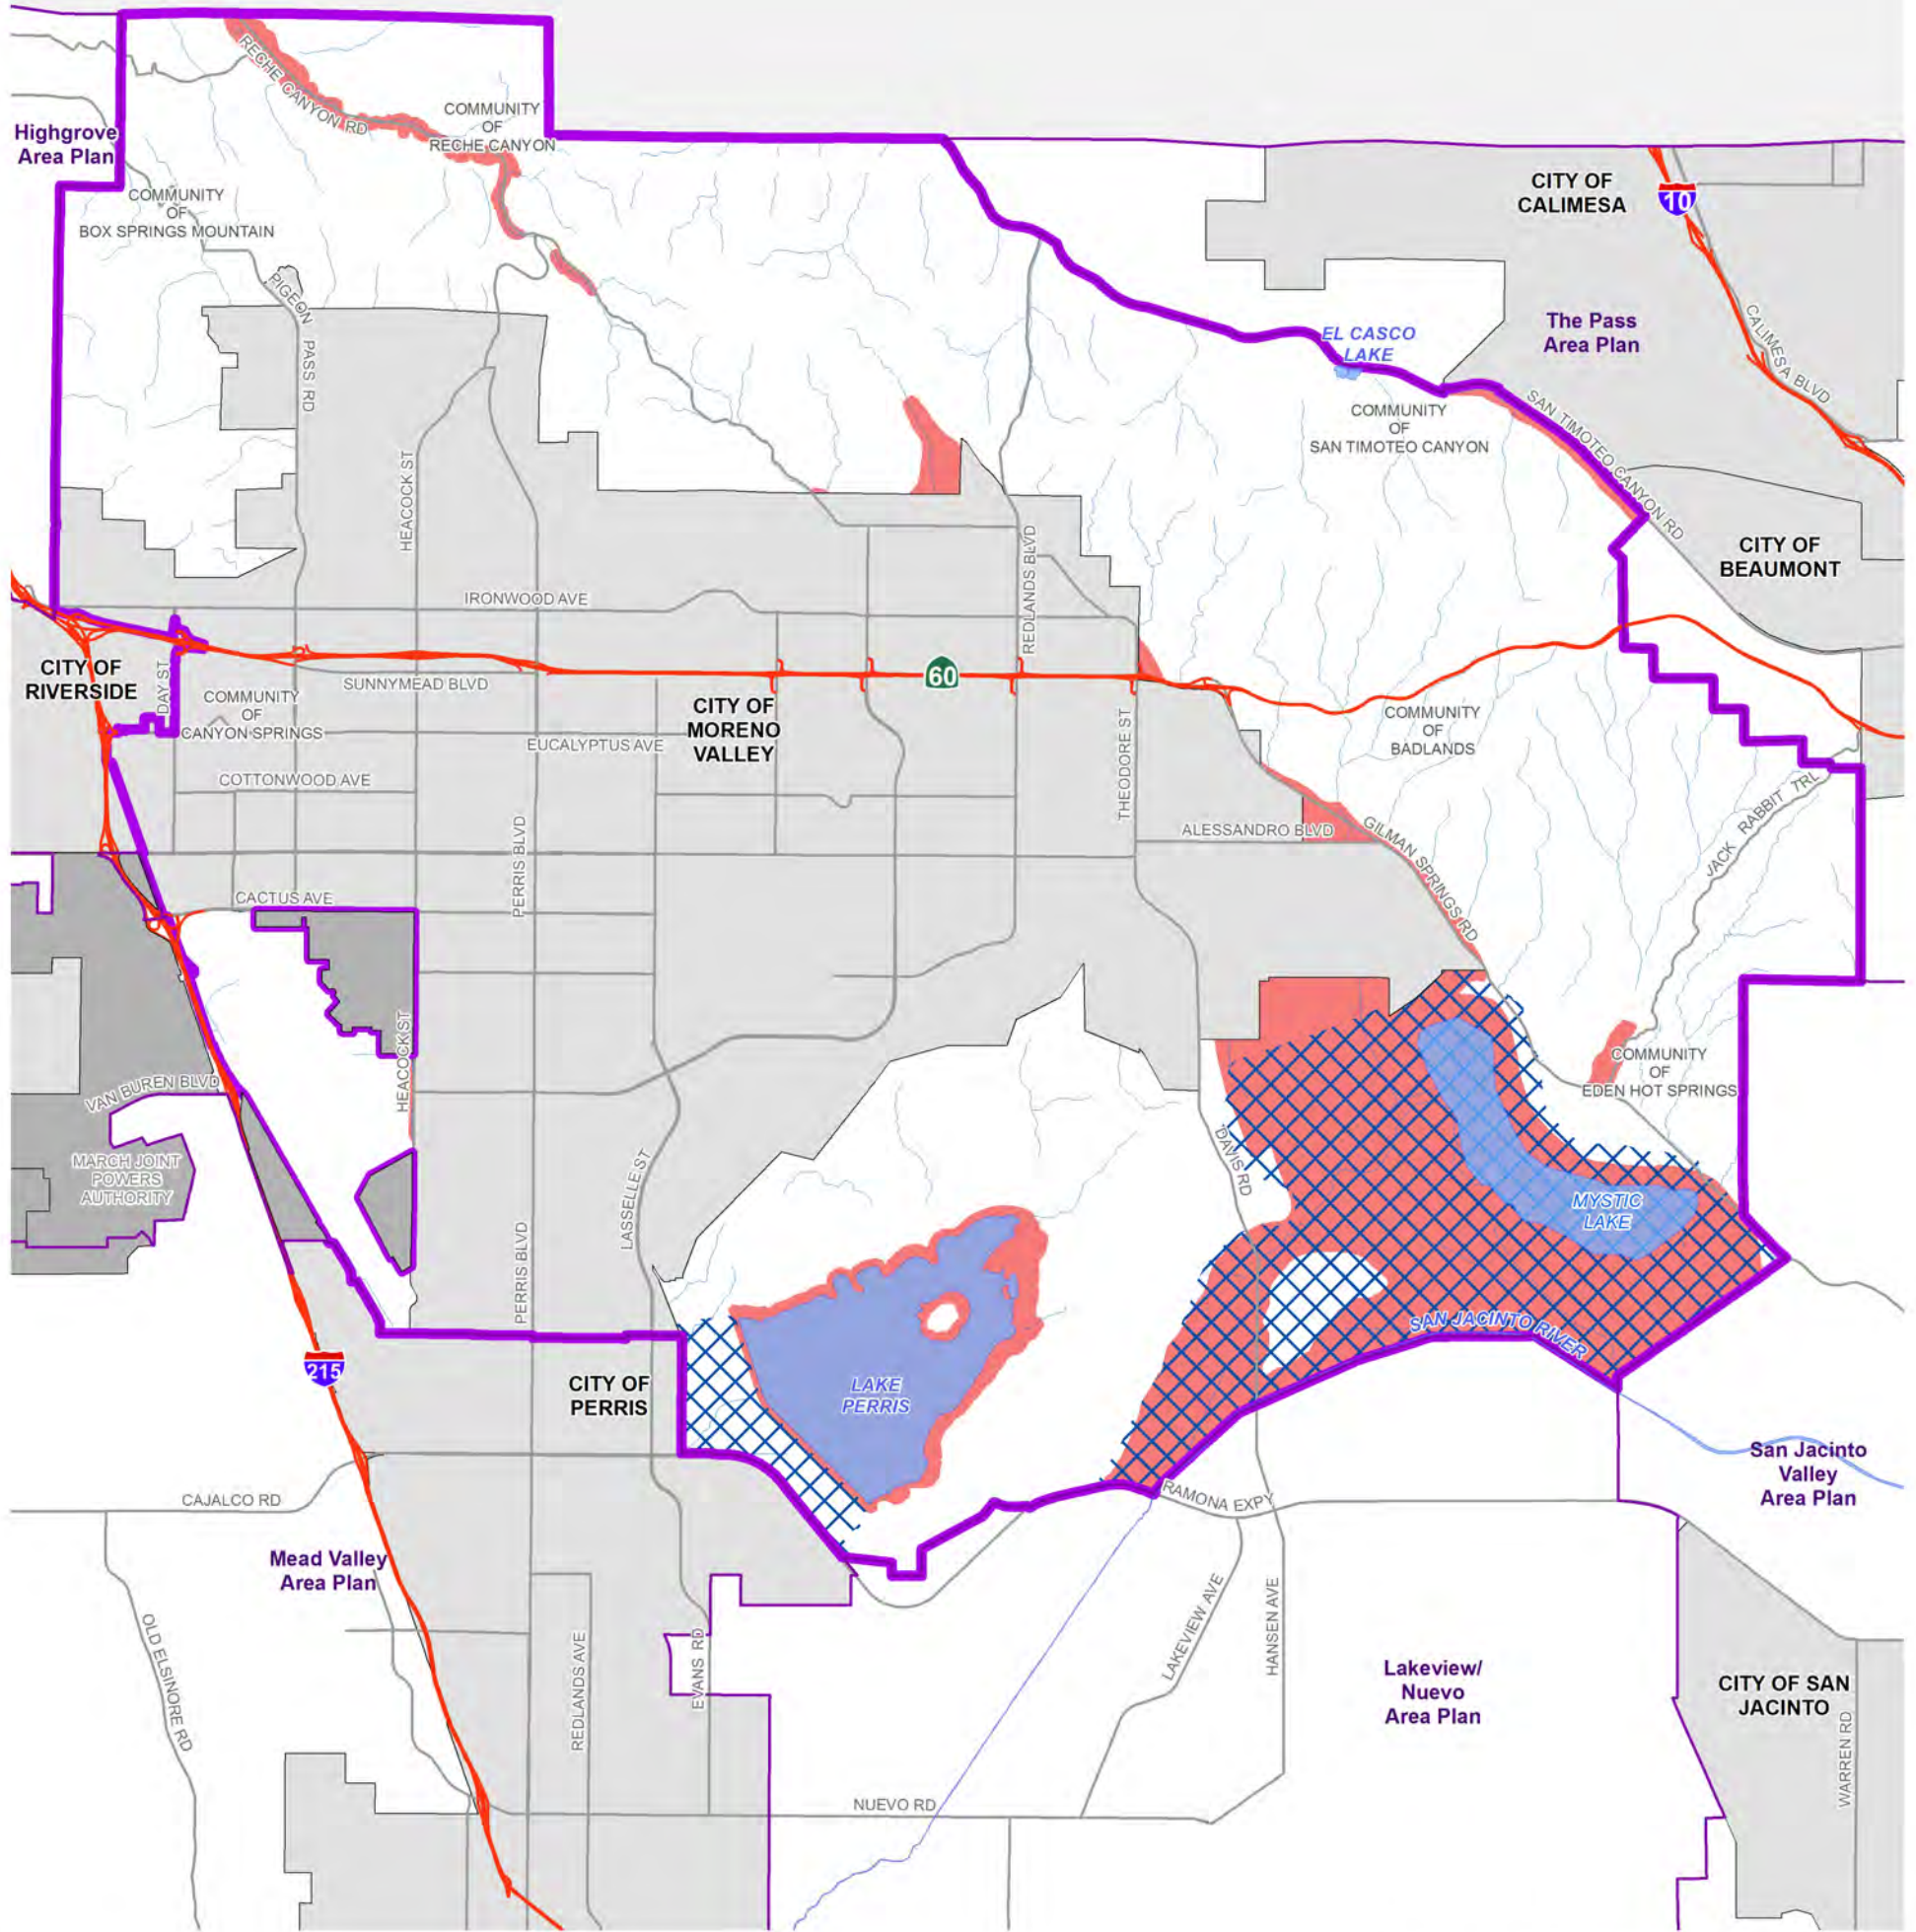 RECHE CANYON RD
COMMUNITY
OF
RECHE CANYON
Highgrove
Area Plan
COMMUNITY
OF
BOX SPRINGS MOUNTAIN
CITY OF
CALIMESA
10
PIGEON PASS RD
The Pass
Area Plan
CALIMESA BLVD
EL CASCO
LAKE
COMMUNITY
OF
SAN TIMOTEO CANYON
SAN TIMOTEO CANYON RD
HEACOCK ST
REDLANDS BLVD
CITY OF
BEAUMONT
IRONWOOD AVE
CITY OF
RIVERSIDE
DAY ST
SUNNYMEAD BLVD
60
COMMUNITY
OF
CANYON SPRINGS
CITY OF
MORENO
VALLEY
EUCALYPTUS AVE
THEODORE ST
COMMUNITY
OF
BADLANDS
COTTONWOOD AVE
JACK RABBIT TRL
PERRIS BLVD
ALESSANDRO BLVD
GILMAN SPRINGS RD
CACTUS AVE
HEACOCK ST
VAN BUREN BLVD
COMMUNITY
OF
EDEN HOT SPRINGS
MARCH JOINT
POWERS
AUTHORITY
DAVIS RD
LASSELLE ST
MYSTIC
LAKE
PERRIS BLVD
SAN JACINTO RIVER
215
CITY OF
PERRIS
LAKE
PERRIS
San Jacinto
Valley
Area Plan
CAJALCO RD
RAMONA EXPY
Mead Valley
Area Plan
OLD ELSINORE RD
REDLANDS AVE
EVANS RD
LAKEVIEW AVE
HANSEN AVE
Lakeview/
Nuevo
Area Plan
CITY OF SAN
JACINTO
WARREN RD
NUEVO RD